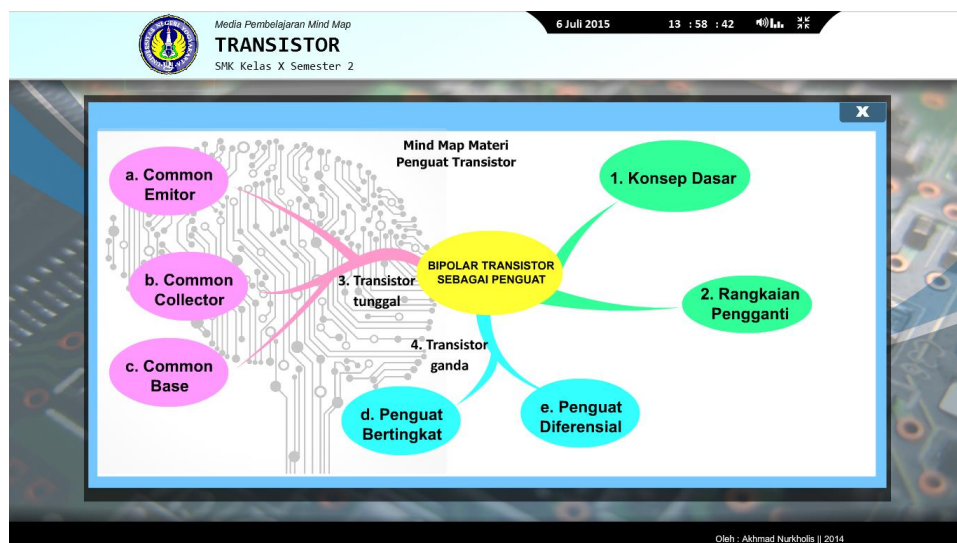 Media Pembelajaran Mind Map
TRANSISTOR
SMK Kelas X Semester 2
6 Juli 2015
13 : 58 : 42
X
Mind Map Materi
Penguat Transistor
a. Common
Emitor
1. Konsep Dasar
BIPOLAR TRANSISTOR
SEBAGAI PENGUAT
b. Common
Collector
3. Transistor
tunggal
2. Rangkaian
Pengganti
4. Transistor
ganda
c. Common
Base
d. Penguat
Bertingkat
e. Penguat
Diferensial
Oleh : Akhmad Nurkholis || 2014